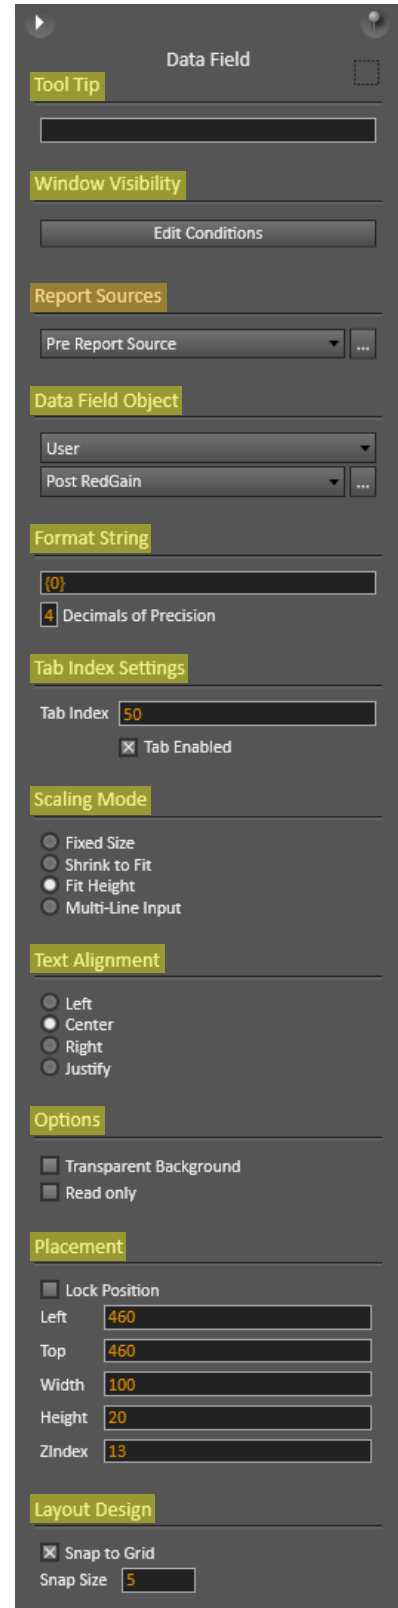 Data Field
Tool Tip
Window Visibility
Edit Conditions
Report Sources
Pre Report Source ...
Data Field Object
User
Post RedGain ...
Format String
{0}
4 Decimals of Precision
Tab Index Settings
Tab Index 50
Tab Enabled
Scaling Mode
Fixed Size
Shrink to Fit
Fit Height
Multi-Line Input
Text Alignment
Left
Center
Right
Justify
Options
Transparent Background
Read only
Placement
Lock Position
Left 460
Top 460
Width 100
Height 20
ZIndex 13
Layout Design
Snap to Grid
Snap Size 5